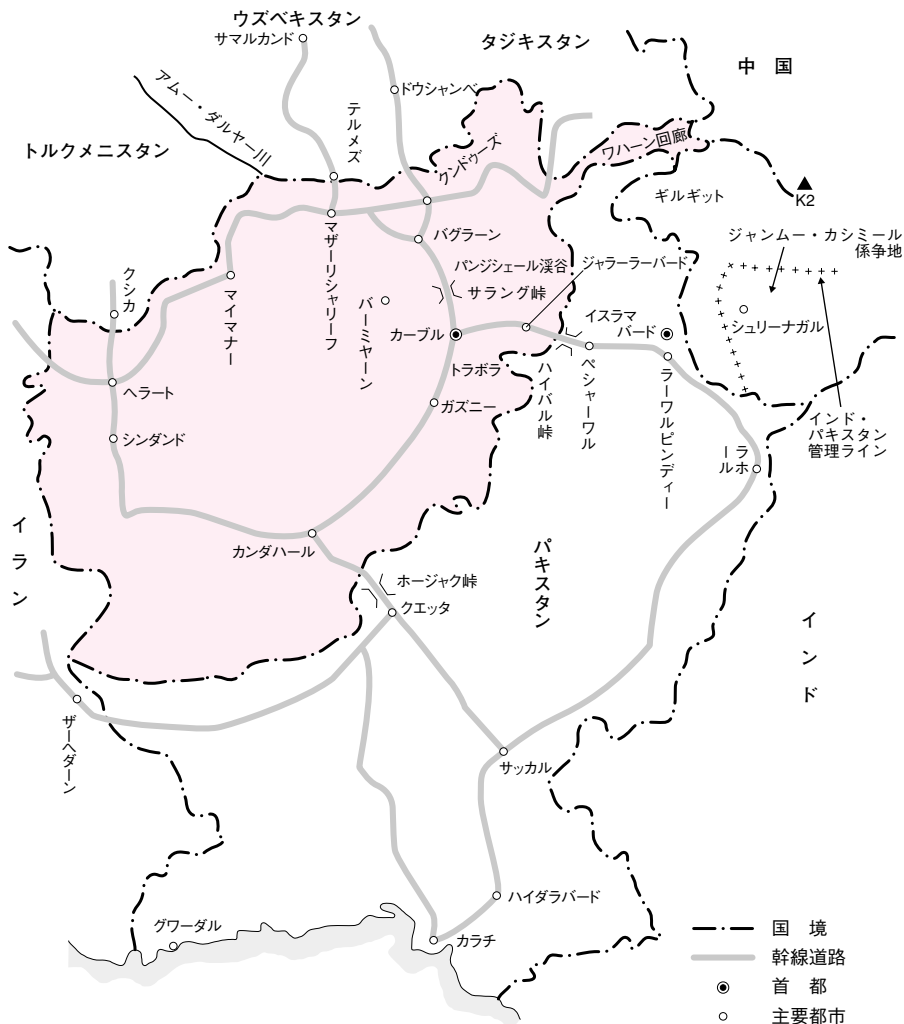 ウズベキスタン
サマルカンド
タジキスタン
中 国
アムー・ダルヤー川
ドウシャンベ
テルメズ
トルクメニスタン
クンドゥーズ
ワハーン回廊
ギルギット
K2
ジャンムー・カシミール
係争地
バグラーン
パンジシェール渓谷
ジャラーラーバード
サラング峠
クシカ
マイマナー
マザーリシャリーフ
バーミヤーン
カーブル
イスラマ
バード
シュリーナガル
トラボラ
ハイバル峠
ペシャーワル
ラーワルピンディー
ヘラート
ガズニー
シンダンド
インド・
パキスタン
管理ライン
ラホ
ール
イラン
カンダハール
パキスタン
ホージャク峠
クエッタ
インド
ザーヘダーン
サッカル
ハイダラバード
グワーダル
カラチ
国 境
幹線道路
首 都
主要都市